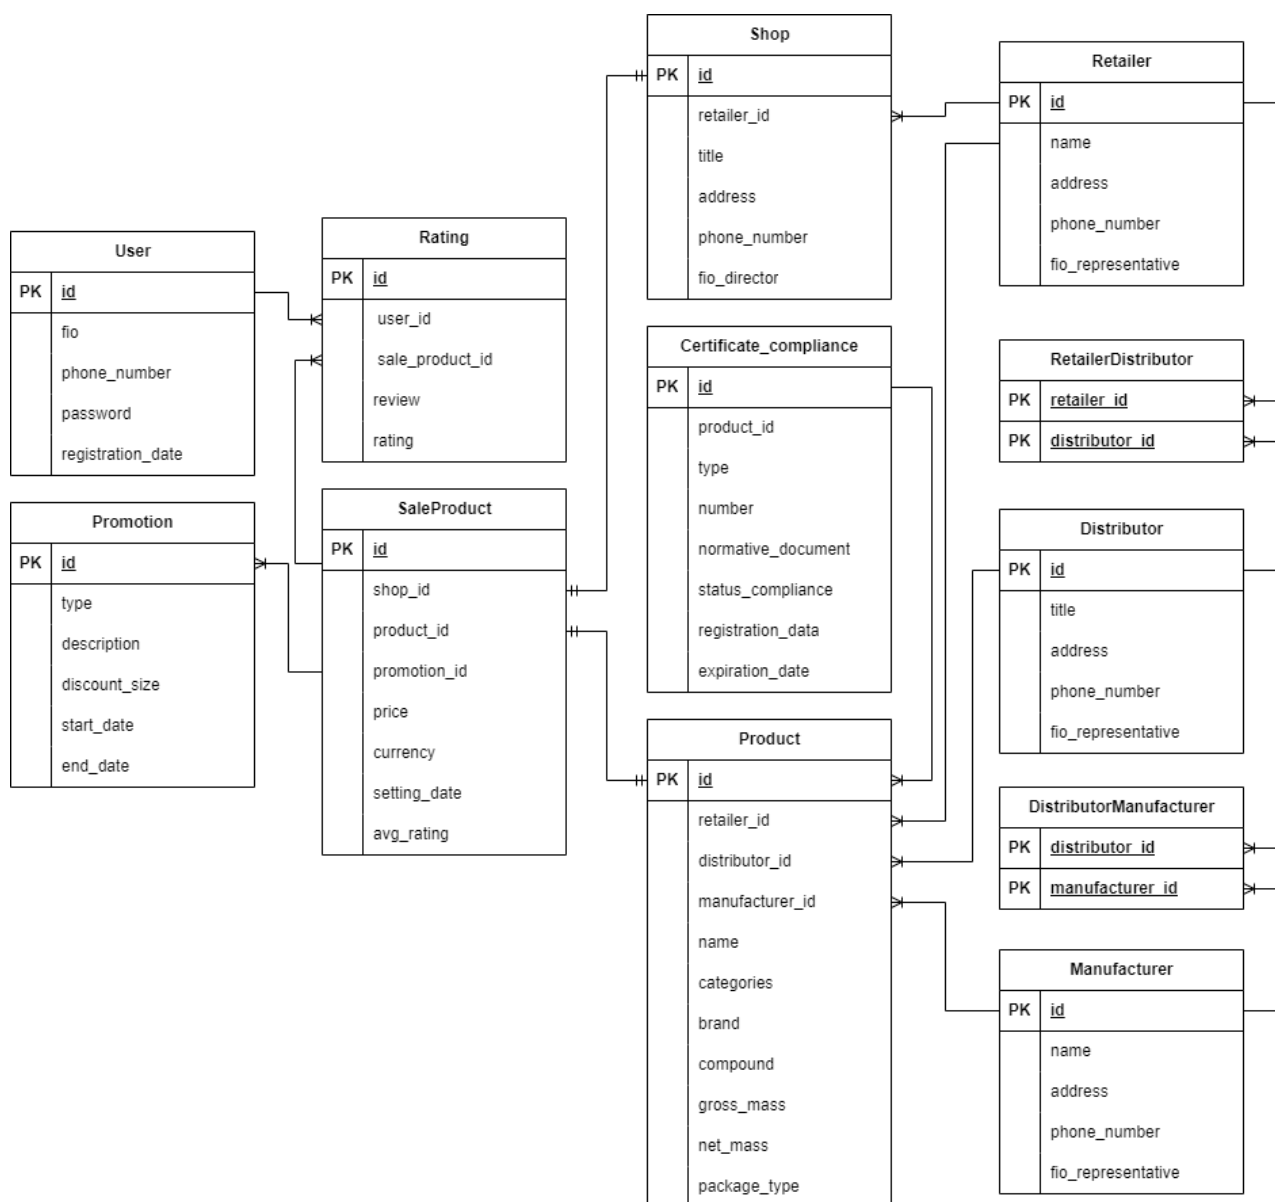 Shop
PK id
retailer_id
title
address
phone_number
fio_director
Retailer
PK id
name
address
phone_number
fio_representative
User
PK id
fio
phone_number
password
registration_date
Rating
PK id
user_id
sale_product_id
review
rating
Certificate_compliance
PK id
product_id
type
number
normative_document
status_compliance
registration_data
expiration_date
RetailerDistributor
PK retailer_id
PK distributor_id
Promotion
PK id
type
description
discount_size
start_date
end_date
SaleProduct
PK id
shop_id
product_id
promotion_id
price
currency
setting_date
avg_rating
Distributor
PK id
title
address
phone_number
fio_representative
Product
PK id
retailer_id
distributor_id
manufacturer_id
name
categories
brand
compound
gross_mass
net_mass
package_type
DistributorManufacturer
PK distributor_id
PK manufacturer_id
Manufacturer
PK id
name
address
phone_number
fio_representative